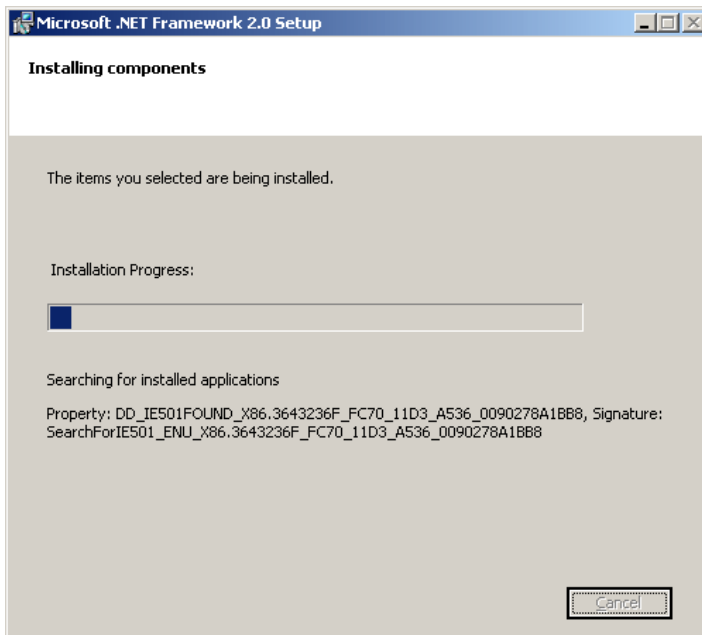 Microsoft .NET Framework 2.0 Setup
Installing components
The items you selected are being installed.
Installation Progress:
Searching for installed applications
Property: DD_IE501FOUND_X86.3643236F_FC70_11D3_A536_0090278A1BB8, Signature:
SearchForIE501_ENU_X86.3643236F_FC70_11D3_A536_0090278A1BB8
Cancel